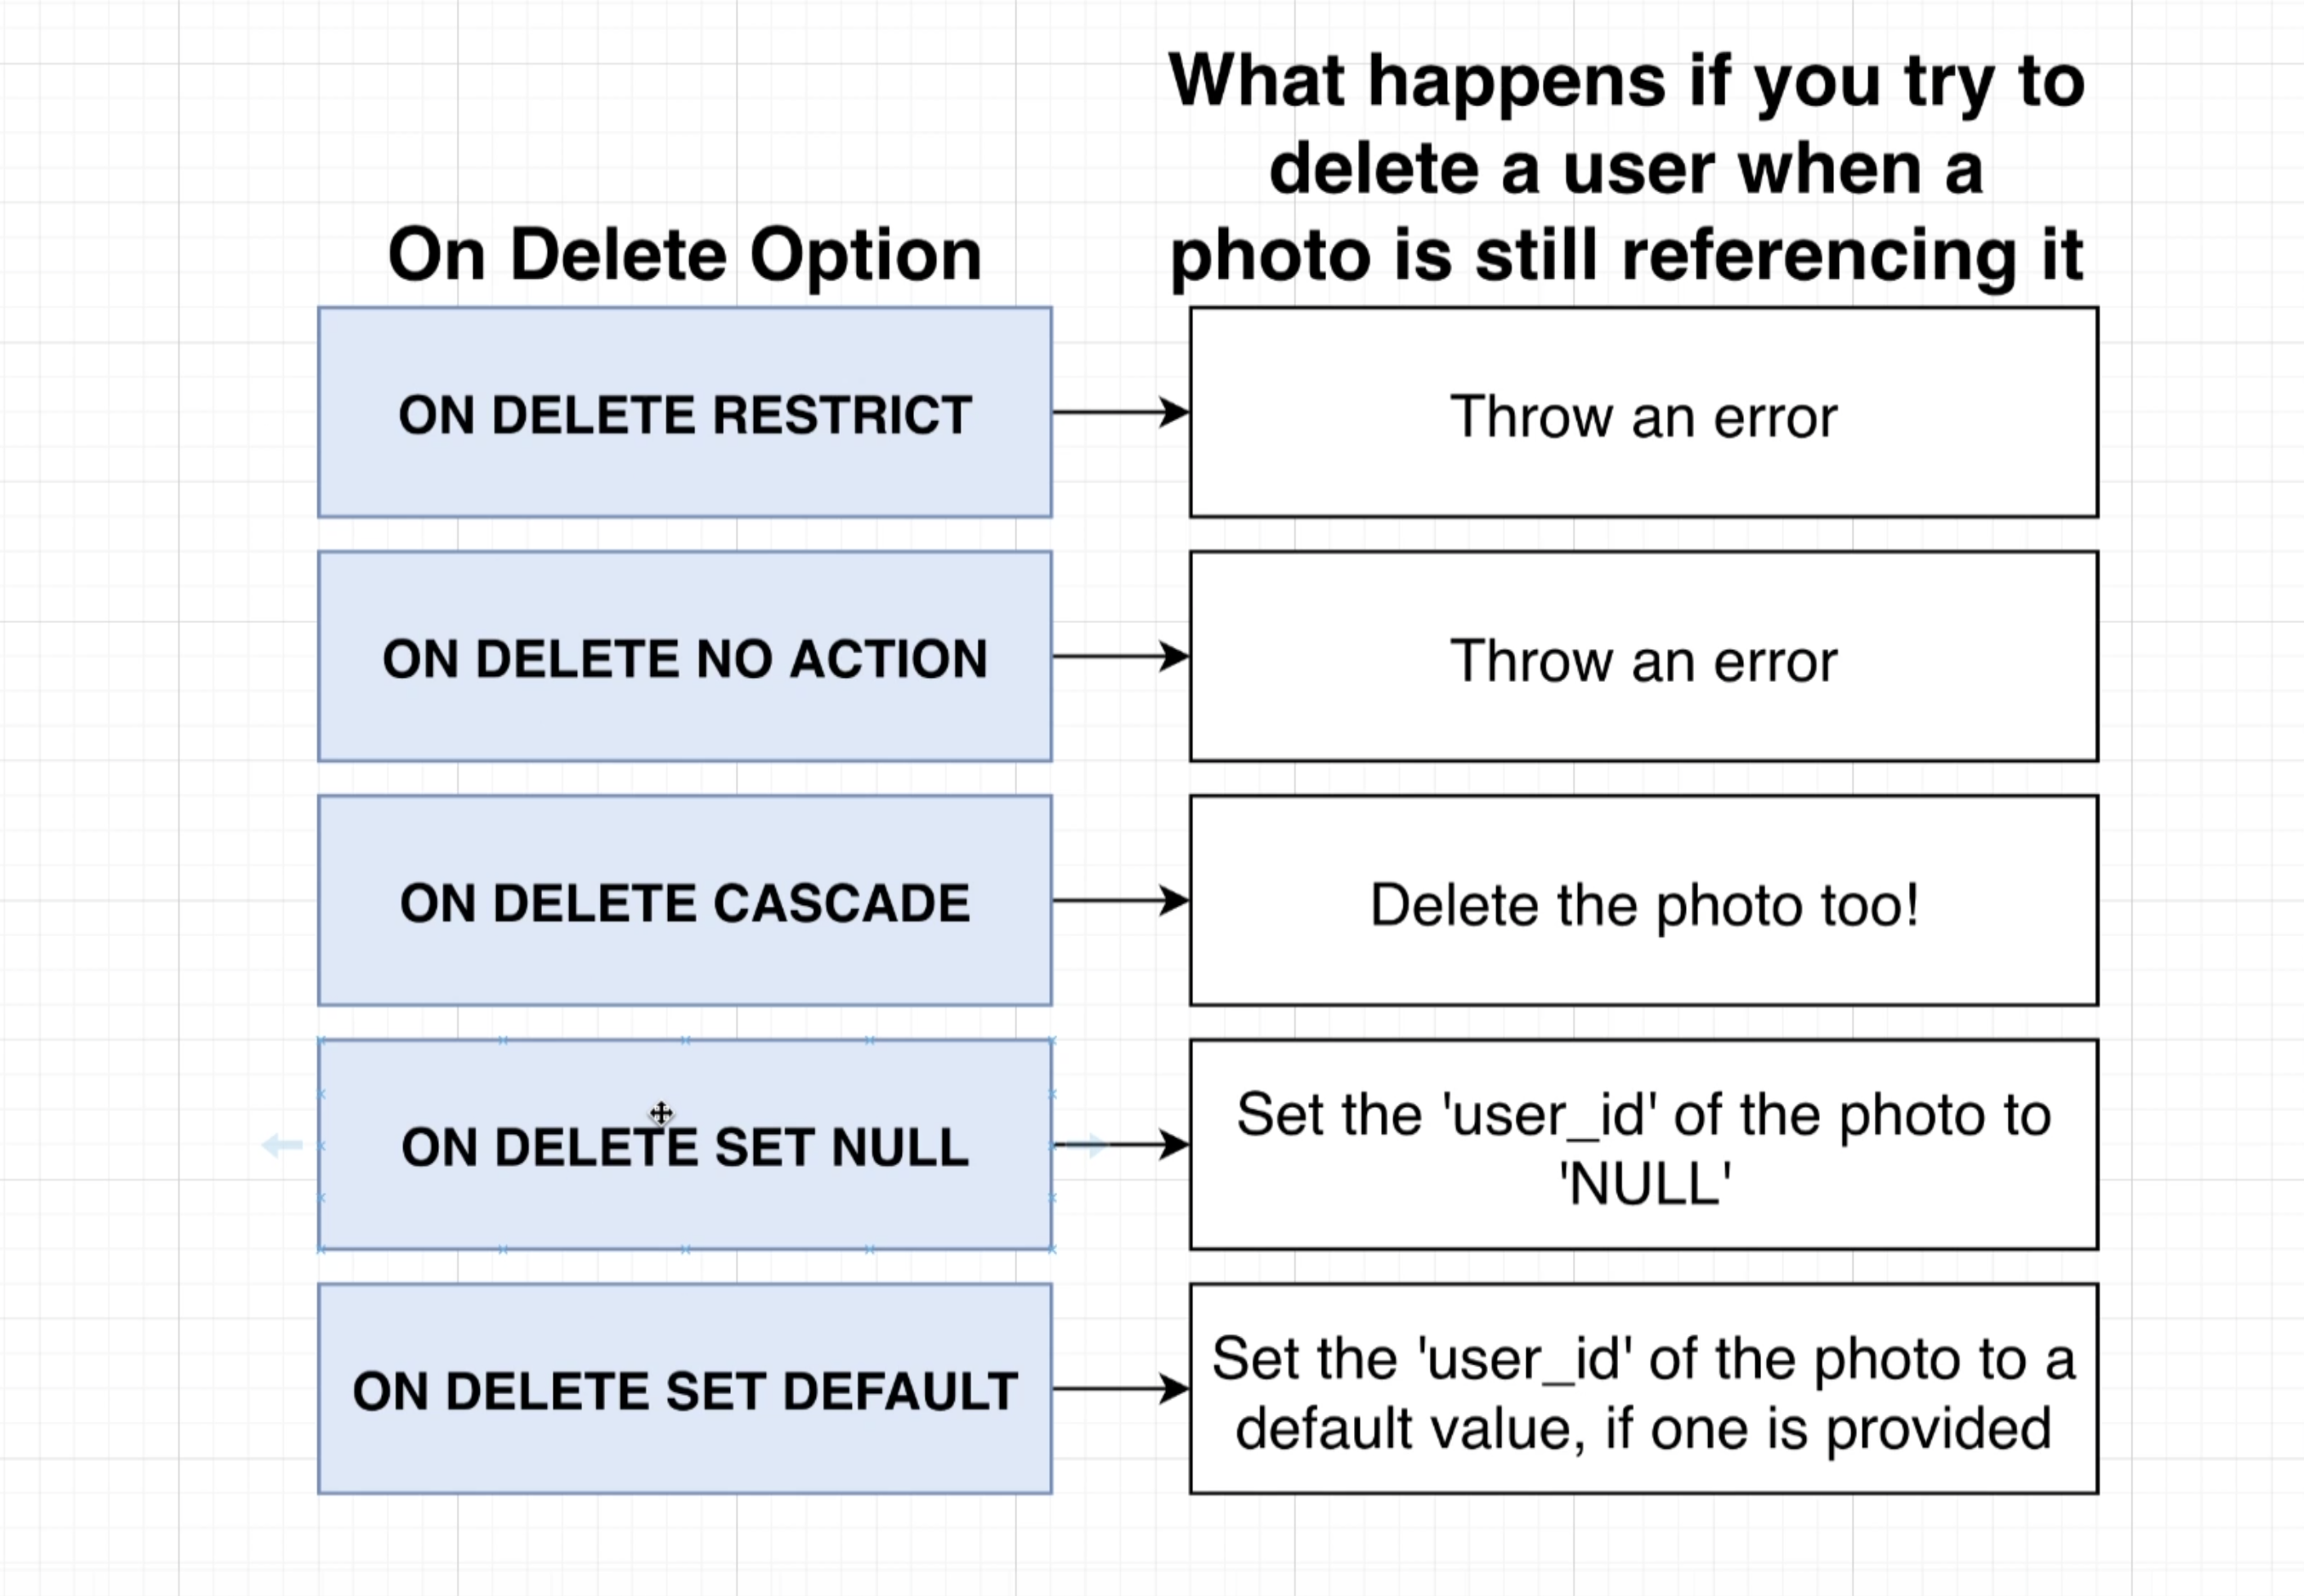 What happens if you try to
delete a user when a
On Delete Option
photo is still referencing it
ON DELETE RESTRICT
Throw an error
ON DELETE NO ACTION
Throw an error
ON DELETE CASCADE
Delete the photo too!
ON DELETE SET NULL
Set the 'user_id' of the photo to
'NULL'
ON DELETE SET DEFAULT
Set the 'user_id' of the photo to a
default value, if one is provided